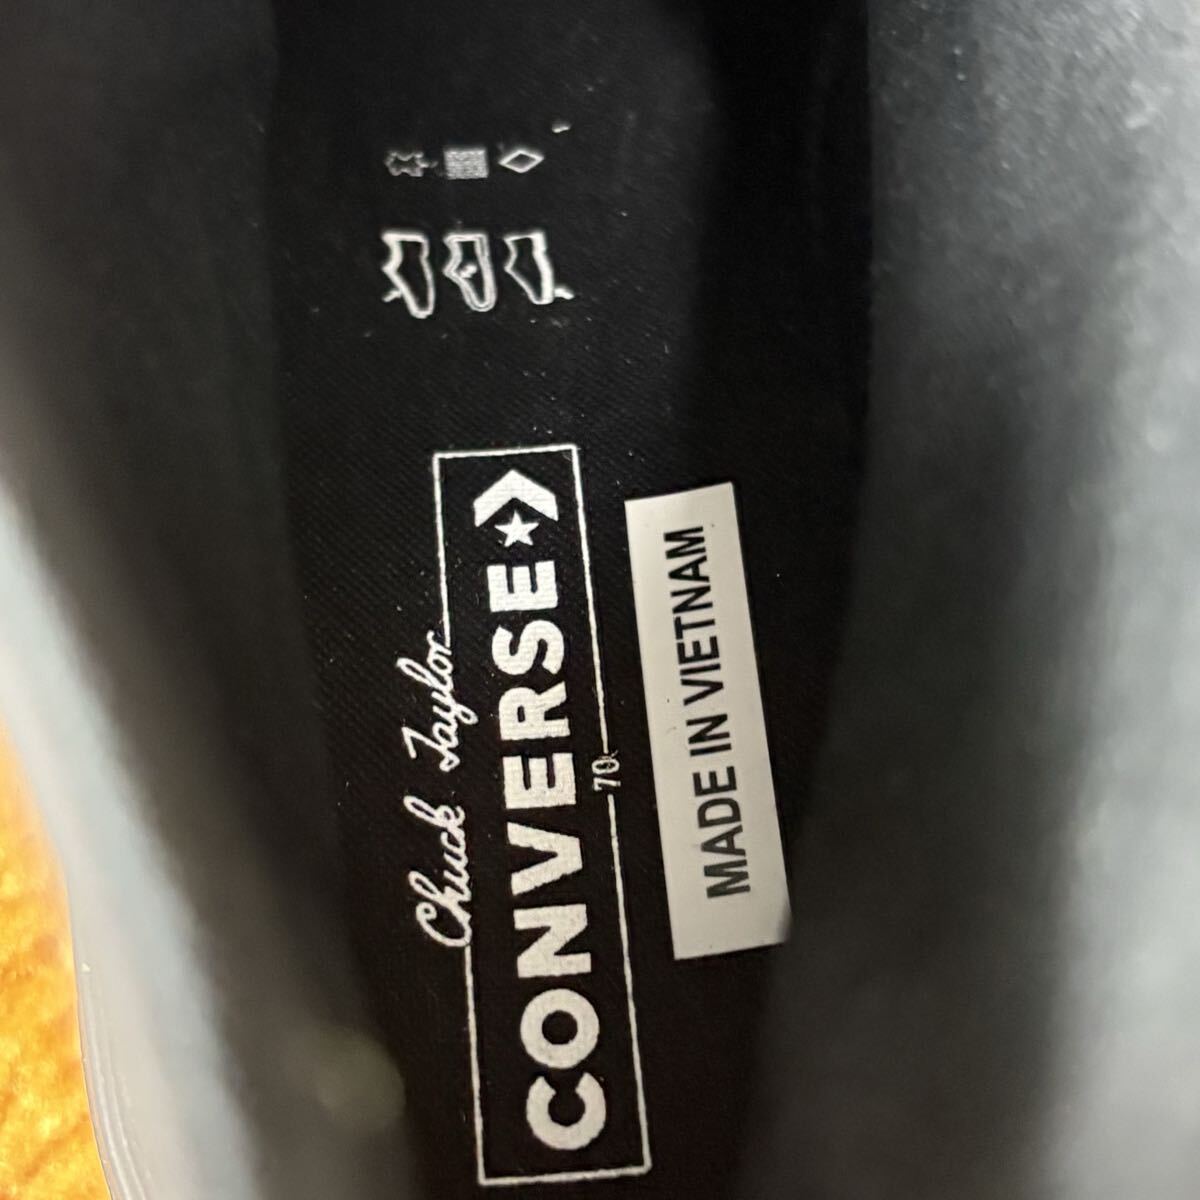 Chuck Taylor
CONVERSE
70
MADE IN VIETNAM